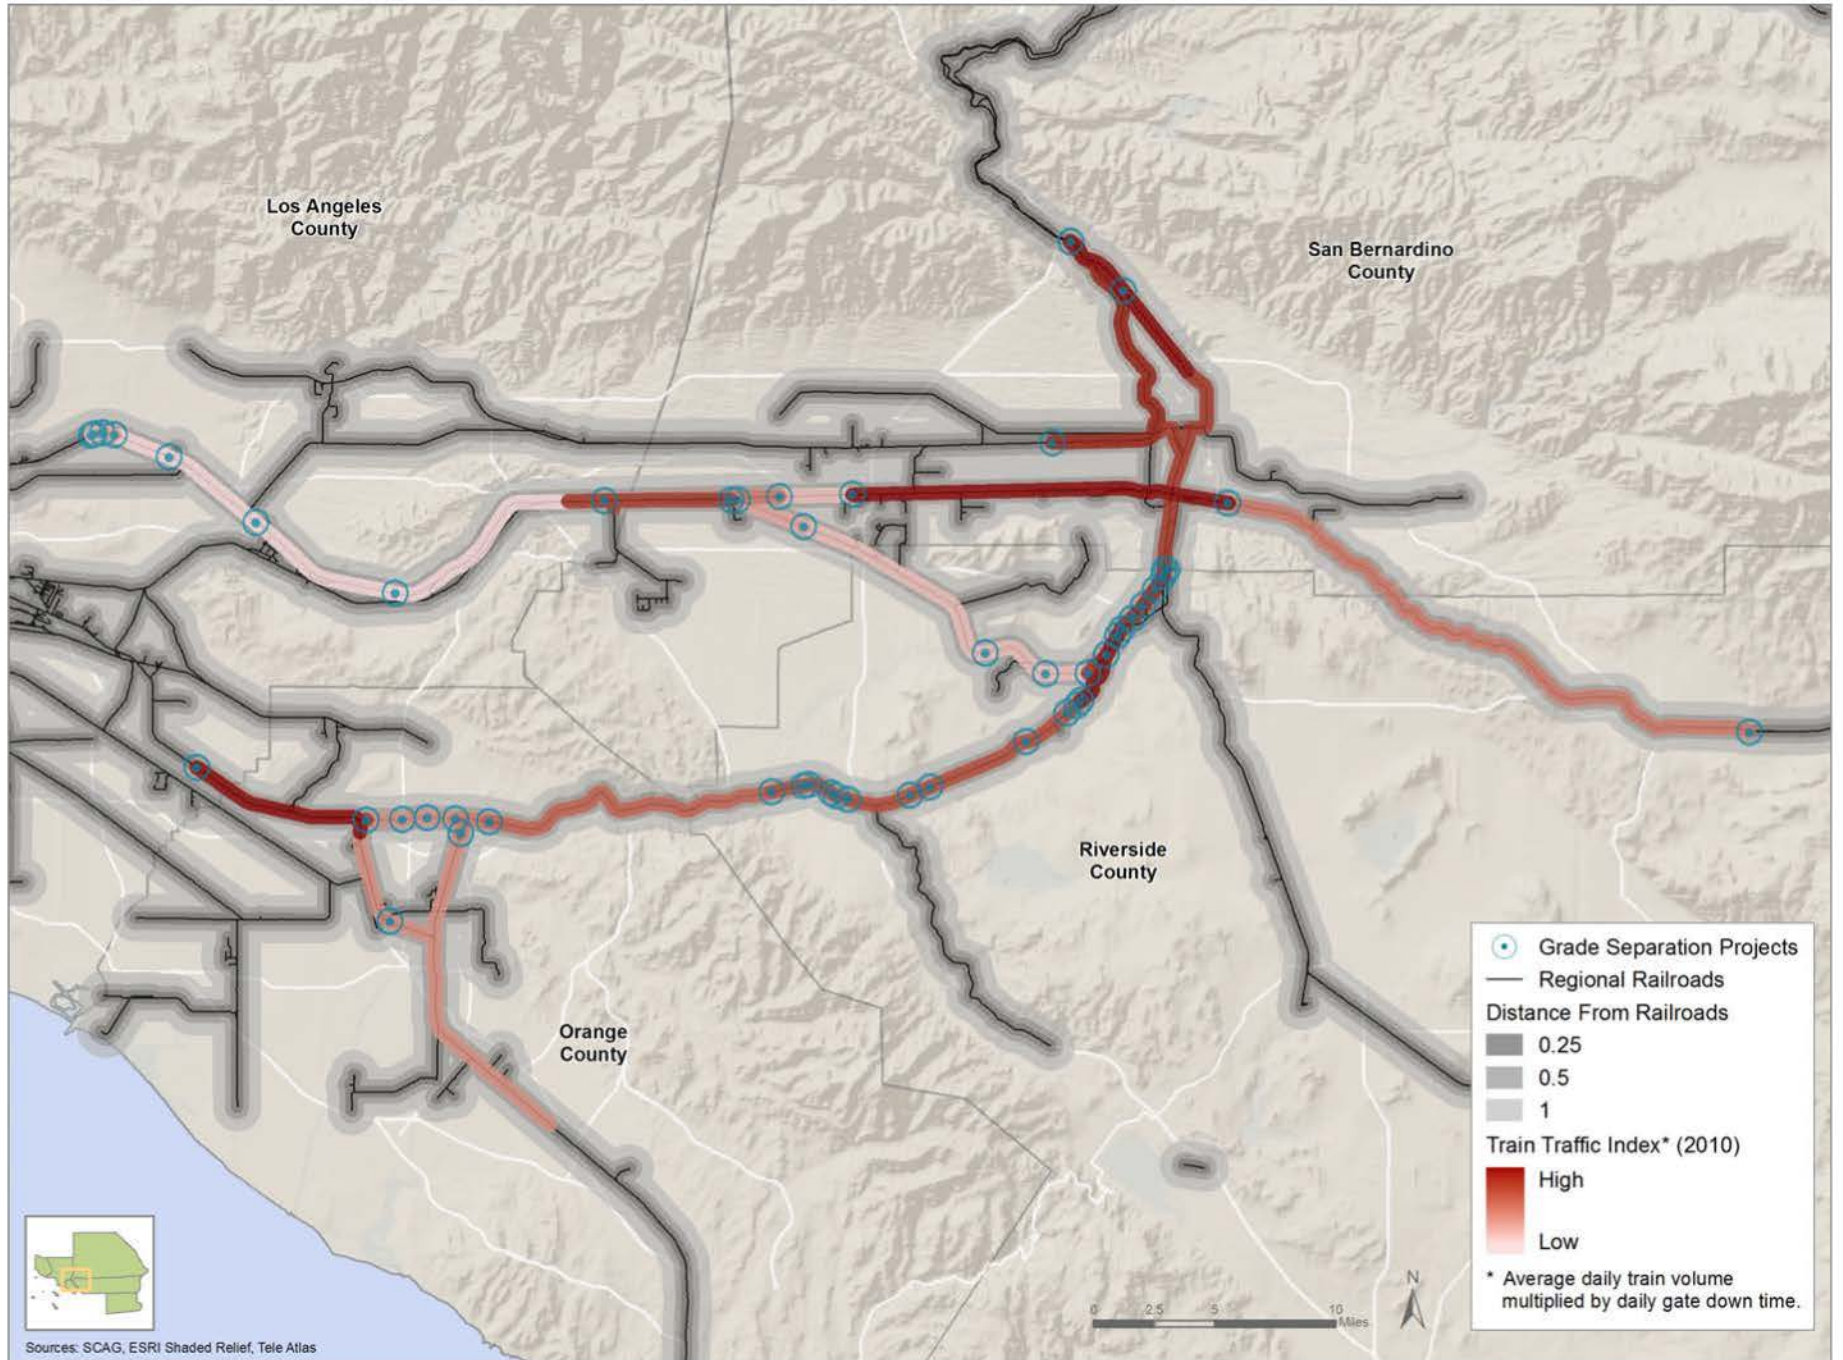 Los Angeles
County
San Bernardino
County
Riverside
County
Orange
County
Grade Separation Projects
Regional Railroads
Distance From Railroads
0.25
0.5
1
Train Traffic Index* (2010)
High
Low
* Average daily train volume
multiplied by daily gate down time.
N
0 2.5 5 10
Miles
Sources: SCAG, ESRI Shaded Relief, Tele Atlas